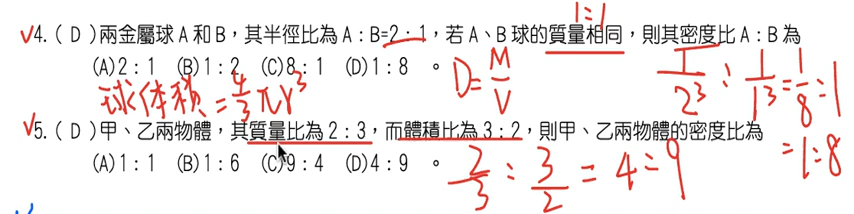 1:1
✓4.( D )兩金屬球 A 和 B,其半徑比為 A:B=2:1,若 A、B 球的質量相同,則其密度比 A:B 為
(A)2:1 (B)1:2 (C)8:1 (D)1:8 。
球体積=4/3πr³ D=M/V 1/2³:1/1³=1/8:1
=1:8
✓5.( D )甲、乙兩物體,其質量比為 2:3,而體積比為 3:2,則甲、乙兩物體的密度比為
(A)1:1 (B)1:6 (C)9:4 (D)4:9 。
2/3:3/2=4:9